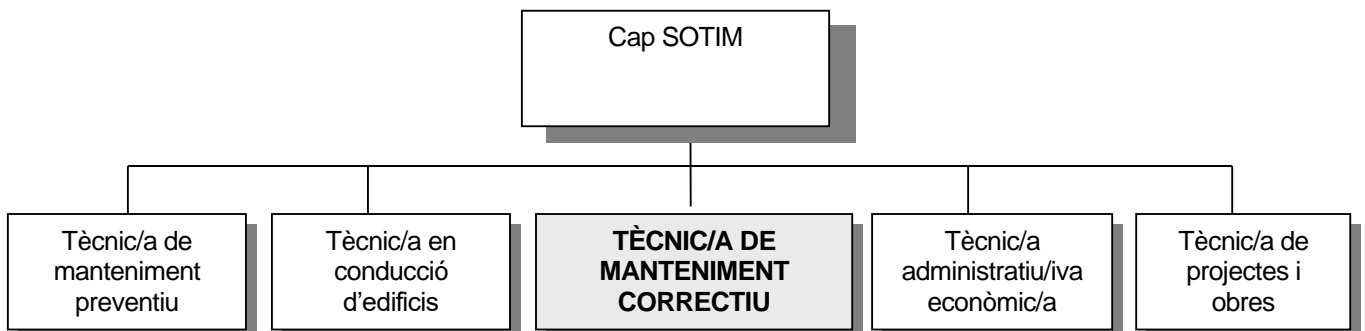 Cap SOTIM
Tècnic/a de
manteniment
preventiu
Tècnic/a en
conducció
d'edificis
TÈCNIC/A DE
MANTENIMENT
CORRECTIU
Tècnic/a
administratiu/iva
econòmic/a
Tècnic/a de
projectes i
obres